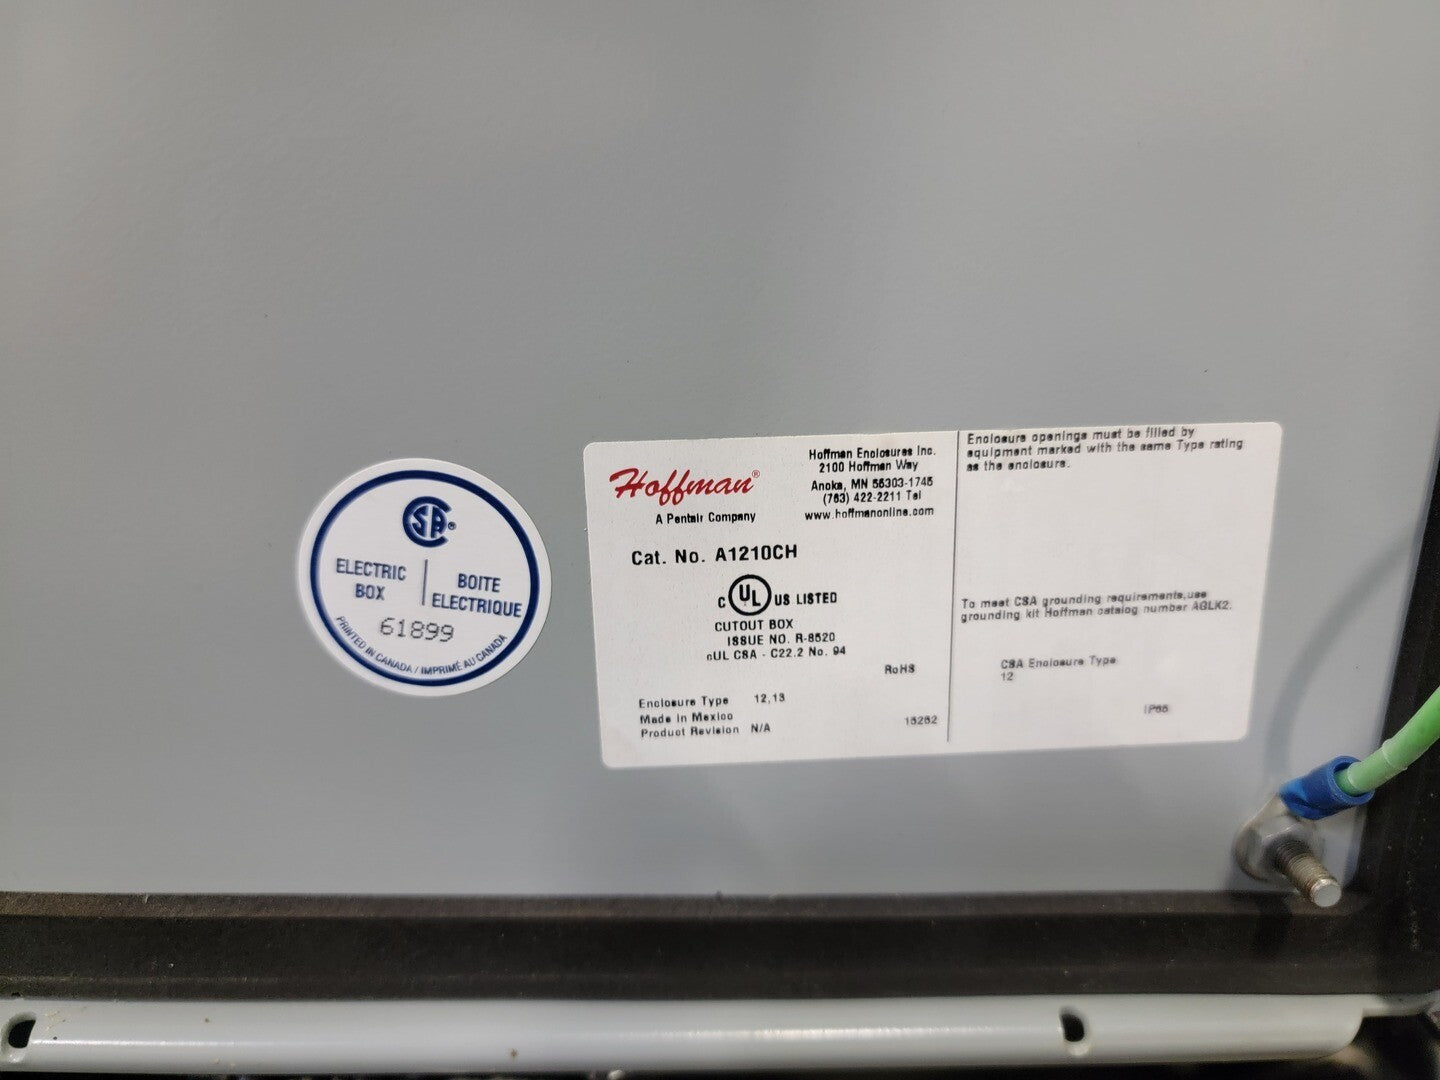 CSA®
ELECTRIC BOX
BOITE ELECTRIQUE
61899
PRINTED IN CANADA / IMPRIMÉ AU CANADA
Hoffman®
A Pentair Company
Hoffman Enclosures Inc.
2100 Hoffman Way
Anoka, MN 55303-1745
(763) 422-2211 Tel
www.hoffmanonline.com
Cat. No. A1210CH
C UL US LISTED
CUTOUT BOX
ISSUE NO. R-8520
cUL CSA - C22.2 No. 94
RoHS
Enclosure Type 12,13
Made in Mexico
Product Revision N/A
Enclosure openings must be filled by
equipment marked with the same Type rating
as the enclosure.
To meet CSA grounding requirements,use
grounding kit Hoffman catalog number AGLK2.
CSA Enclosure Type
12